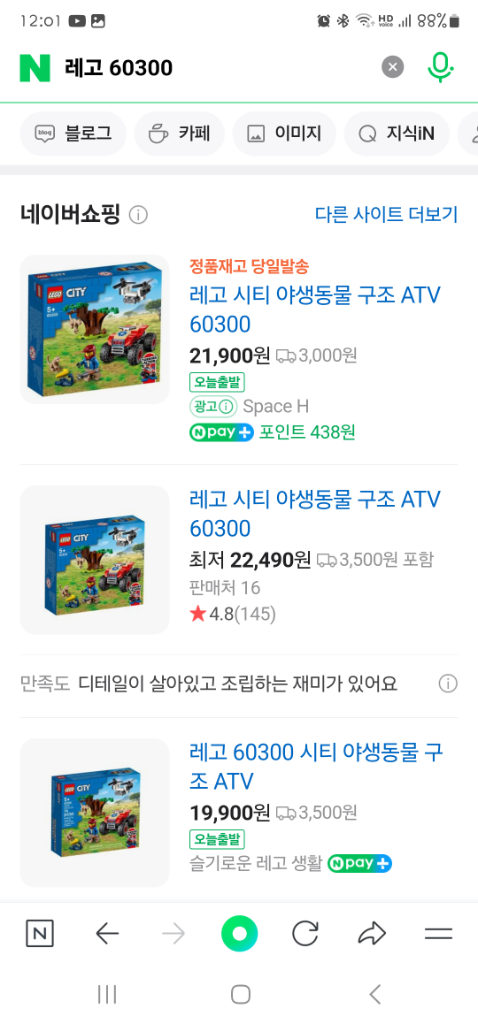 12:01
HD
VOICE
88%
N 레고 60300
blog 블로그
카페
이미지
지식iN
네이버쇼핑
다른 사이트 더보기
LEGO CITY
5+
정품재고 당일발송
레고 시티 야생동물 구조 ATV
60300
21,900원 3,000원
오늘출발
광고 Space H
N pay+ 포인트 438원
LEGO CITY
5+
레고 시티 야생동물 구조 ATV
60300
최저 22,490원 3,500원 포함
판매처 16
4.8(145)
만족도 디테일이 살아있고 조립하는 재미가 있어요
LEGO CITY
5+
레고 60300 시티 야생동물 구
조 ATV
19,900원 3,500원
오늘출발
슬기로운 레고 생활 N pay+
N